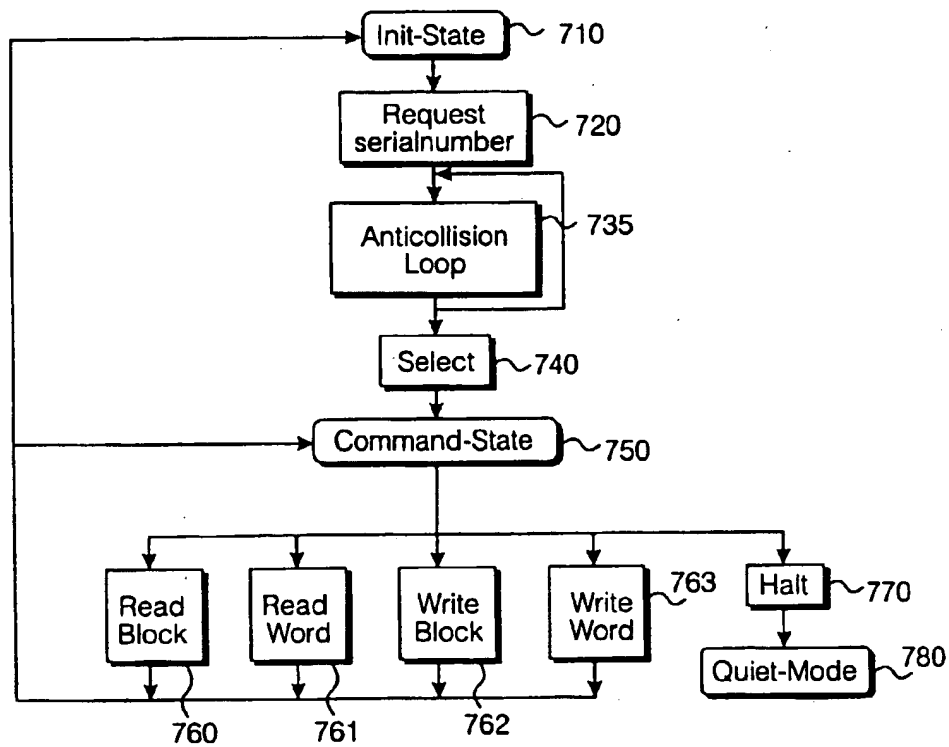 Init-State
710
Request
serialnumber
720
Anticollision
Loop
735
Select
740
Command-State
750
Read
Block
760
Read
Word
761
Write
Block
762
Write
Word
763
Halt
770
Quiet-Mode
780